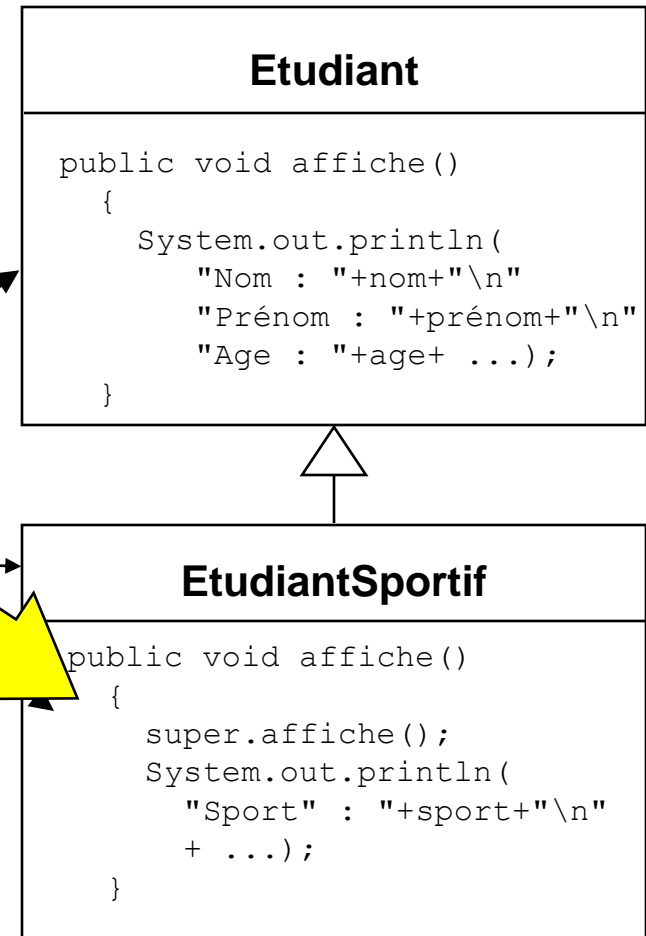 Etudiant
public void affiche()
{
System.out.println(
"Nom : "+nom+"\n"
"Prénom : "+prénom+"\n"
"Age : "+age+ ...);
}
EtudiantSportif
public void affiche()
{
super.affiche();
System.out.println(
"Sport" : "+sport+"\n"
+ ...);
}